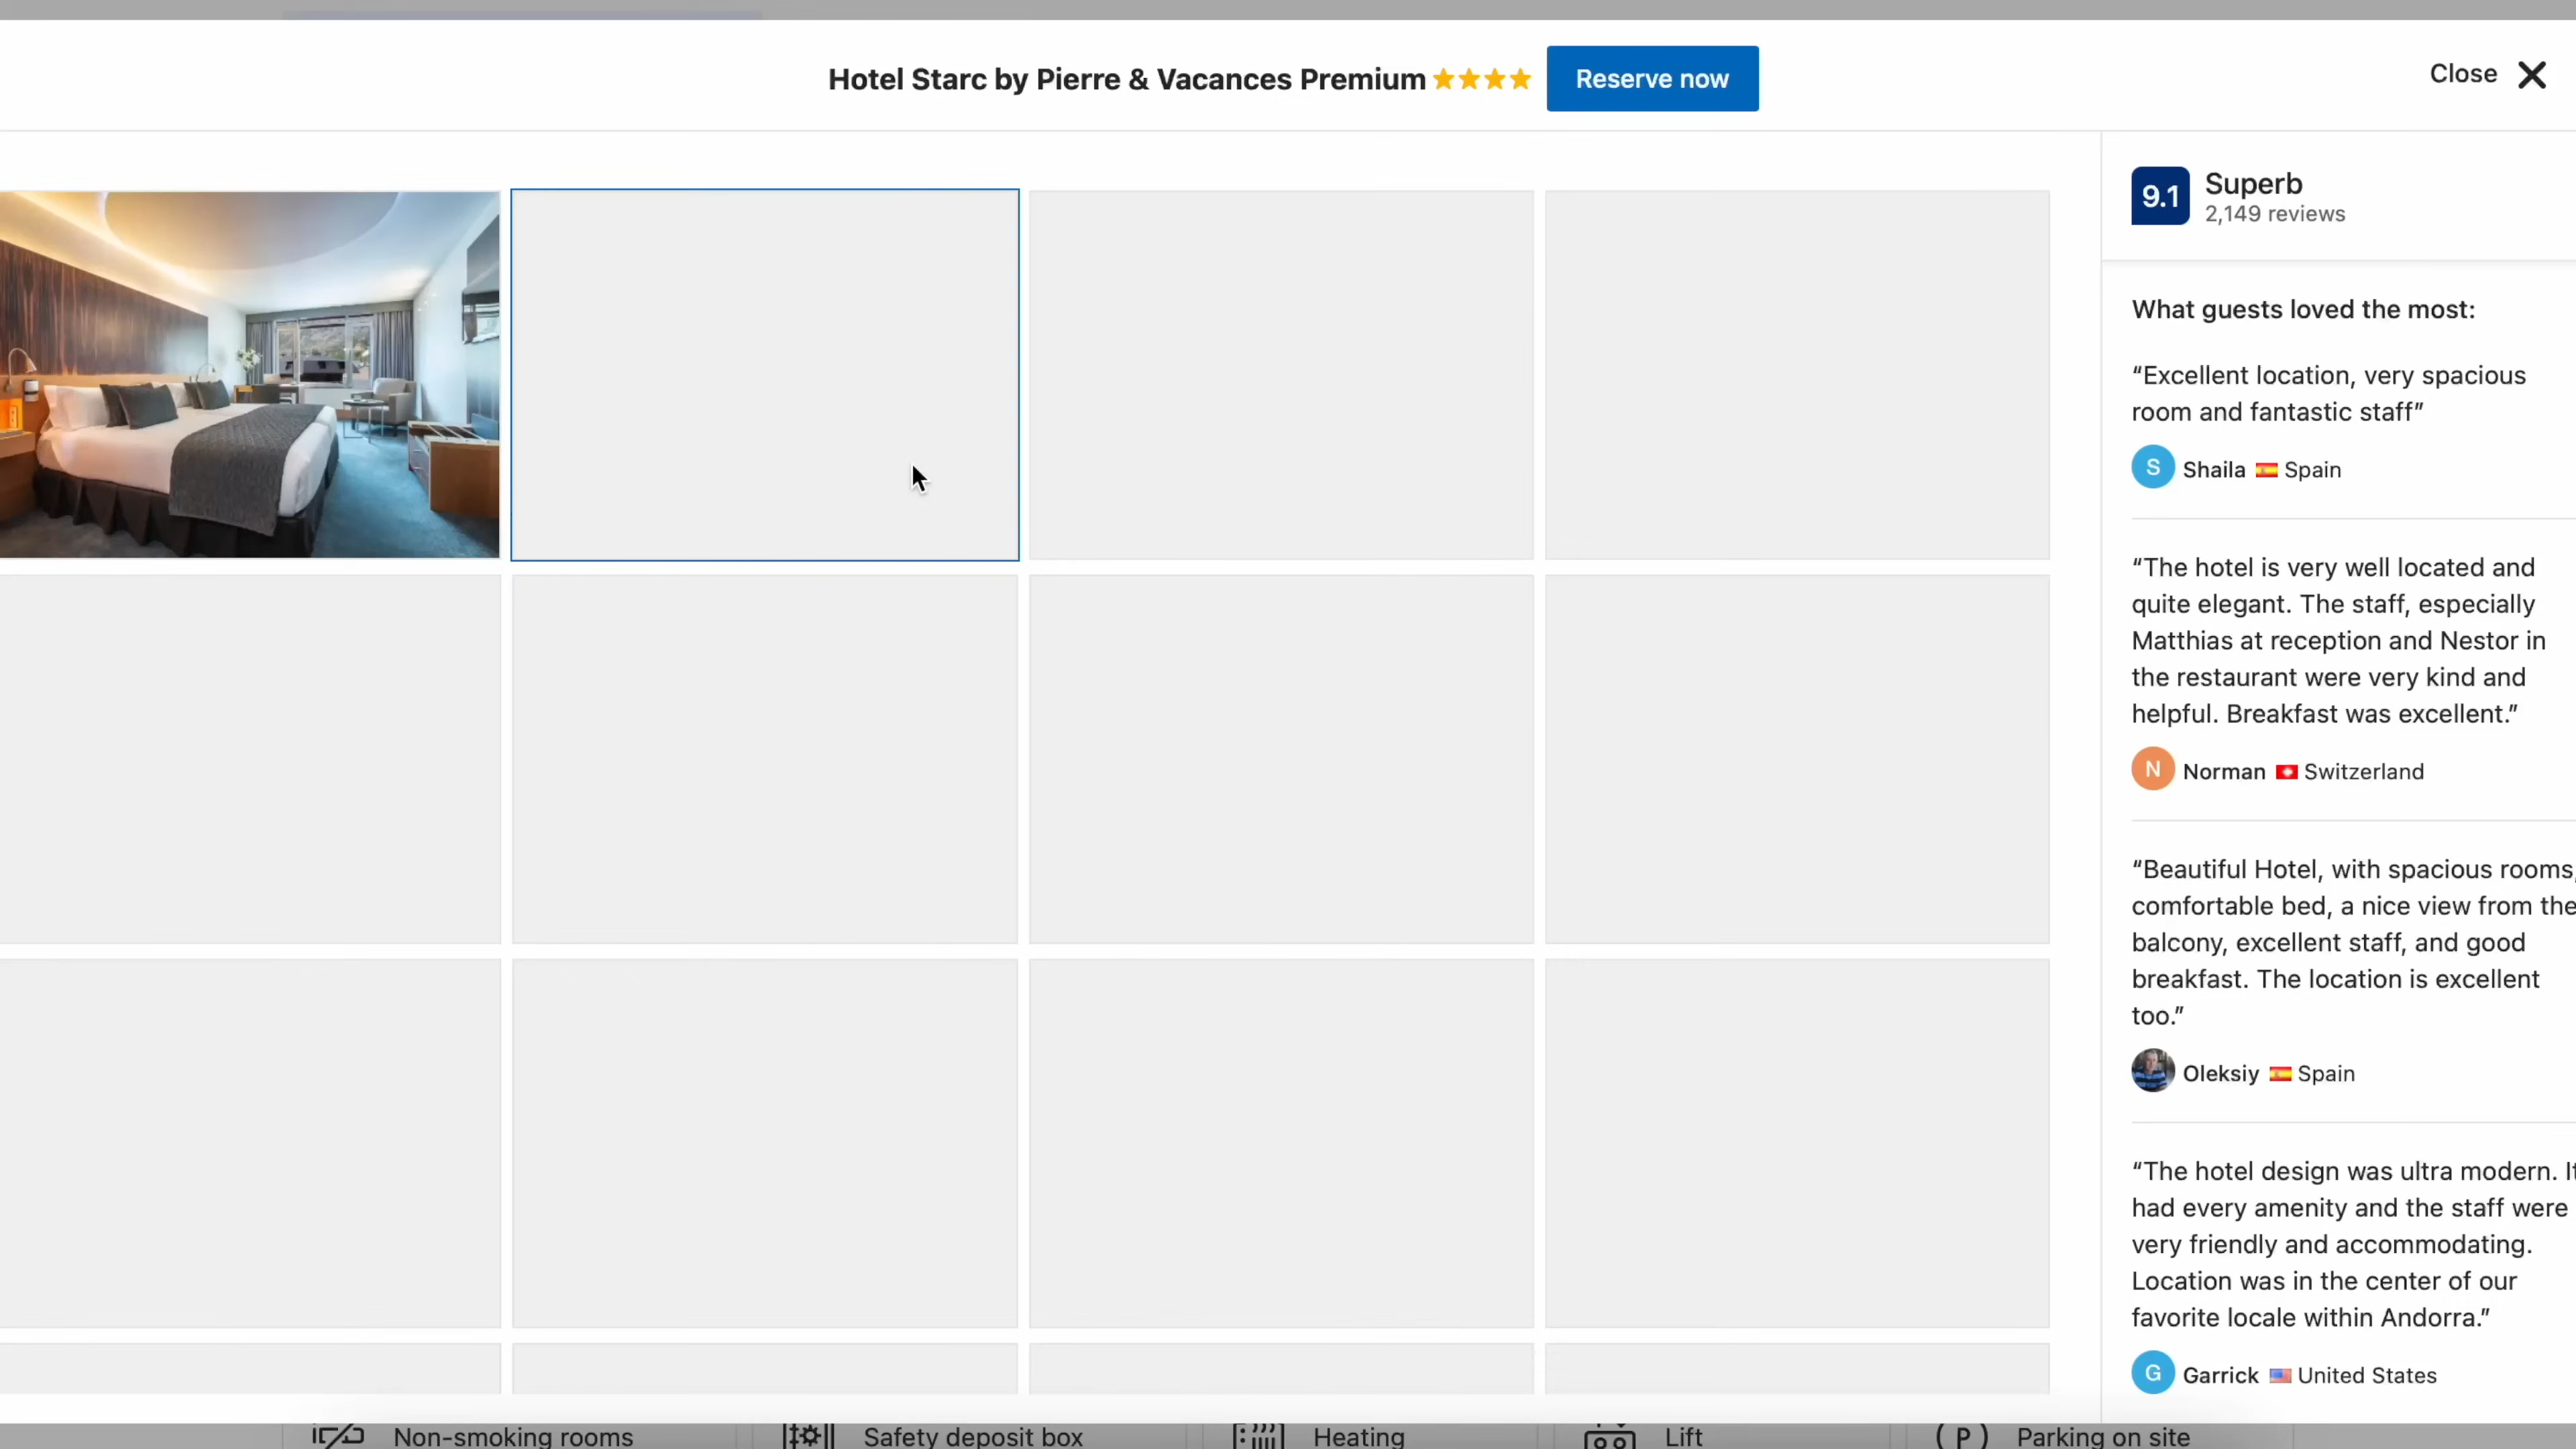 Hotel Starc by Pierre & Vacances Premium
Reserve now
Close
9.1
Superb
2,149 reviews
What guests loved the most:
“Excellent location, very spacious
room and fantastic staff”
S
Shaila Spain
“The hotel is very well located and
quite elegant. The staff, especially
Matthias at reception and Nestor in
the restaurant were very kind and
helpful. Breakfast was excellent.”
N
Norman Switzerland
“Beautiful Hotel, with spacious rooms,
comfortable bed, a nice view from the
balcony, excellent staff, and good
breakfast. The location is excellent
too.”
Oleksiy Spain
“The hotel design was ultra modern. It
had every amenity and the staff were
very friendly and accommodating.
Location was in the center of our
favorite locale within Andorra.”
G
Garrick United States
Non-smoking rooms
Safety deposit box
Heating
Lift
P
Parking on site